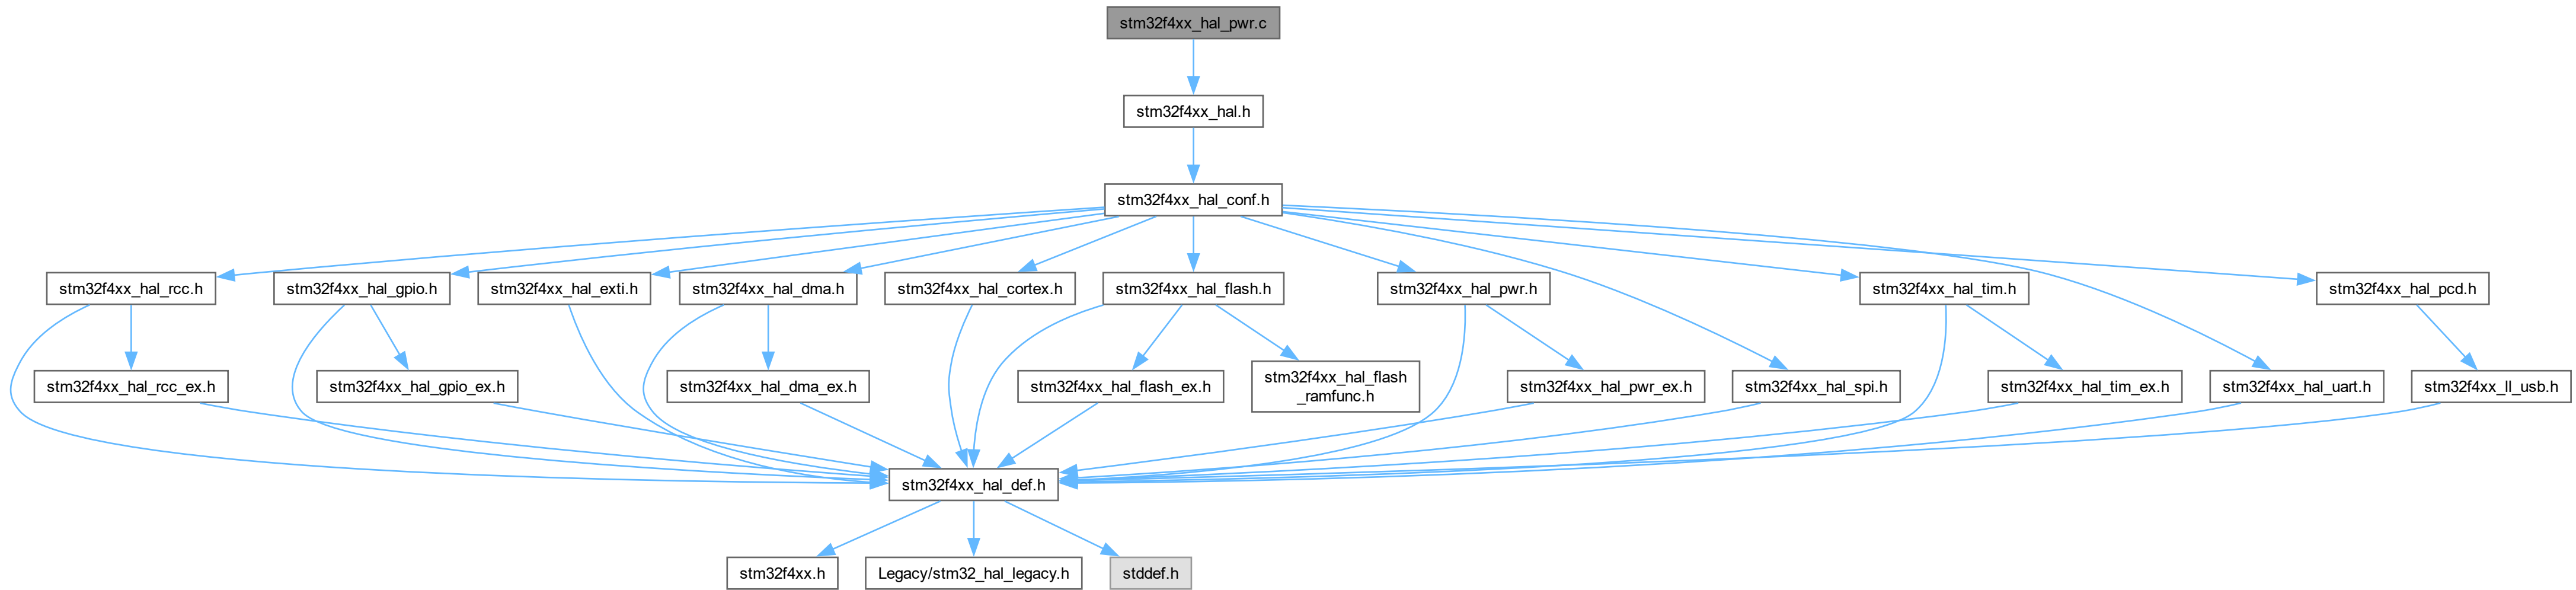 stm32f4xx_hal_pwr.c
stm32f4xx_hal.h
stm32f4xx_hal_conf.h
stm32f4xx_hal_rcc.h
stm32f4xx_hal_gpio.h
stm32f4xx_hal_exti.h
stm32f4xx_hal_dma.h
stm32f4xx_hal_cortex.h
stm32f4xx_hal_flash.h
stm32f4xx_hal_pwr.h
stm32f4xx_hal_tim.h
stm32f4xx_hal_pcd.h
stm32f4xx_hal_rcc_ex.h
stm32f4xx_hal_gpio_ex.h
stm32f4xx_hal_dma_ex.h
stm32f4xx_hal_flash_ex.h
stm32f4xx_hal_flash
_ramfunc.h
stm32f4xx_hal_pwr_ex.h
stm32f4xx_hal_spi.h
stm32f4xx_hal_tim_ex.h
stm32f4xx_hal_uart.h
stm32f4xx_ll_usb.h
stm32f4xx_hal_def.h
stm32f4xx.h
Legacy/stm32_hal_legacy.h
stddef.h